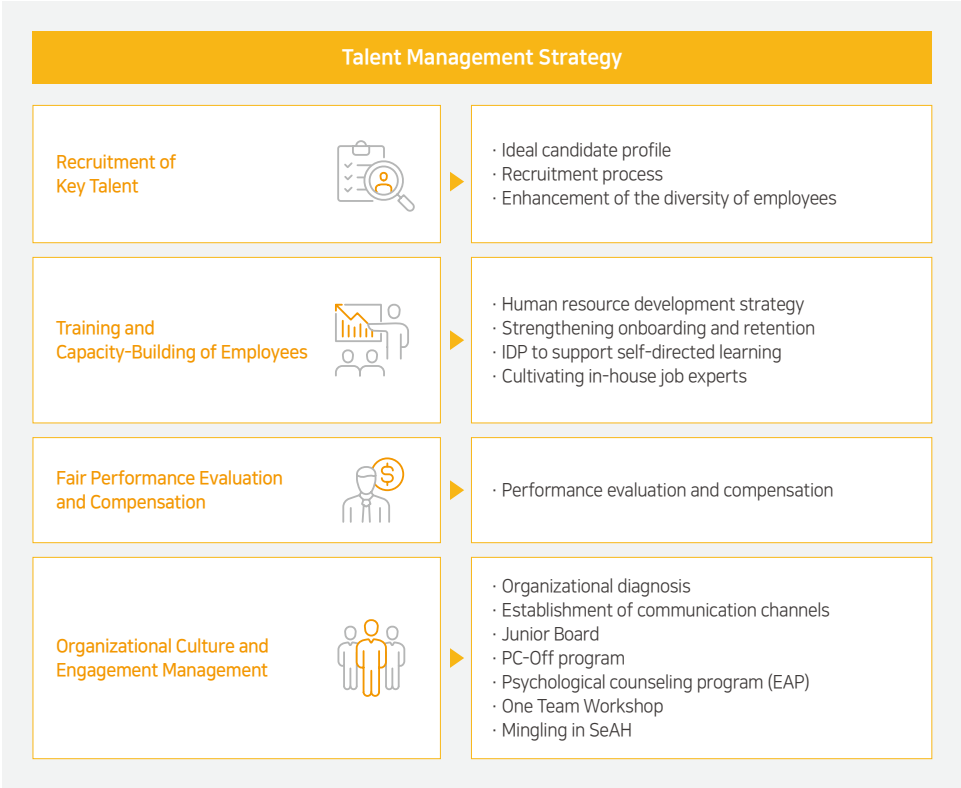 Talent Management Strategy
Recruitment of
Key Talent
· Ideal candidate profile
· Recruitment process
· Enhancement of the diversity of employees
Training and
Capacity-Building of Employees
· Human resource development strategy
· Strengthening onboarding and retention
· IDP to support self-directed learning
· Cultivating in-house job experts
Fair Performance Evaluation
and Compensation
$
· Performance evaluation and compensation
Organizational Culture and
Engagement Management
· Organizational diagnosis
· Establishment of communication channels
· Junior Board
· PC-Off program
· Psychological counseling program (EAP)
· One Team Workshop
· Mingling in SeAH